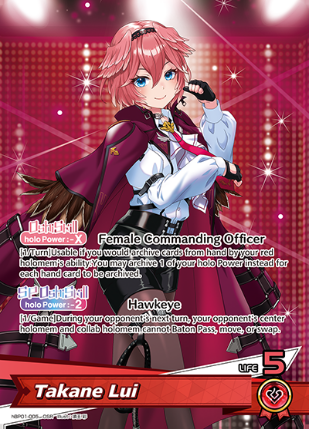 Oshi Skill
holo Power : -X
Female Commanding Officer
[1/Turn]Usable if you would archive cards from hand by your red
holomem's ability:You may archive 1 of your holo Power instead for
each hand card to be archived.
SP Oshi Skill
holo Power : -2
Hawkeye
[1/Game]During your opponent's next turn, your opponent's center
holomem and collab holomem cannot Baton Pass, move, or swap.
LIFE 5
Takane Lui